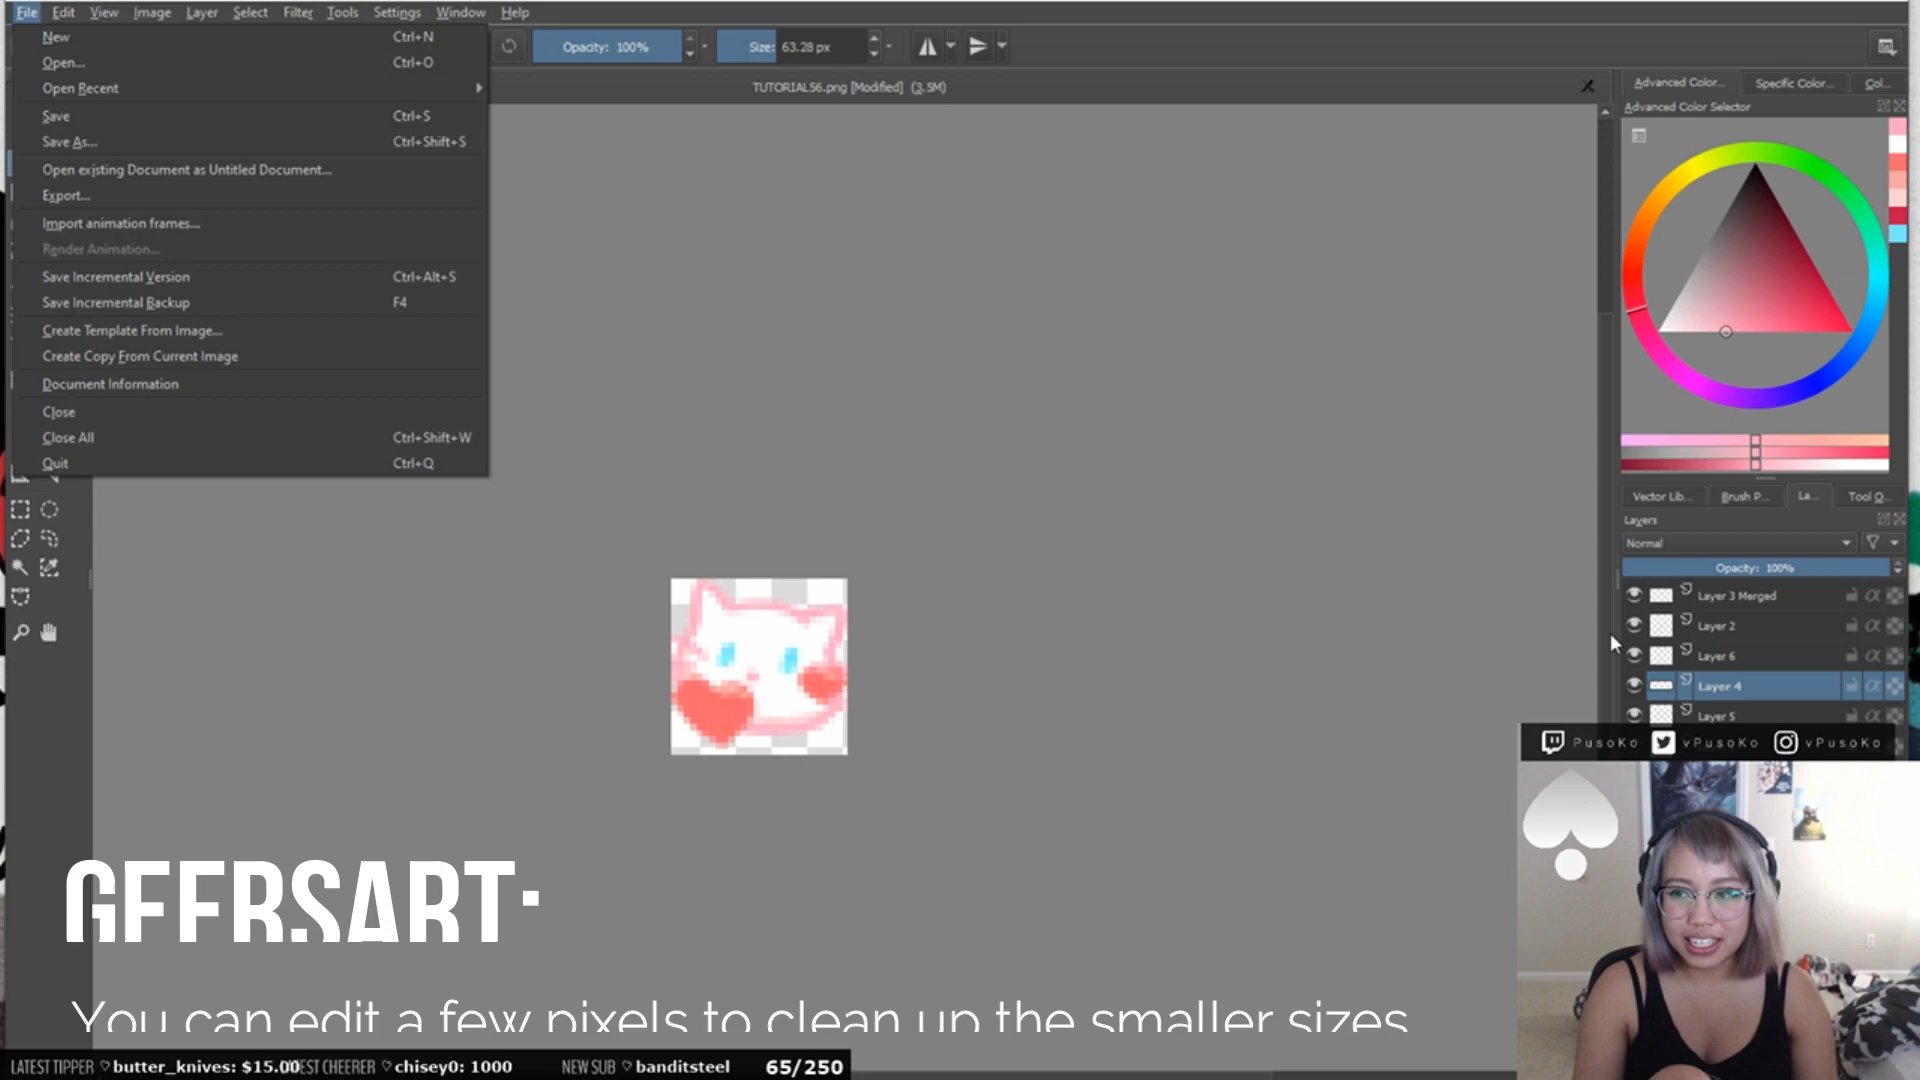 File Edit View Image Layer Select Filter Tools Settings Window Help
New Ctrl+N
Open... Ctrl+O
Open Recent
Save Ctrl+S
Save As... Ctrl+Shift+S
Open existing Document as Untitled Document...
Export...
Import animation frames...
Render Animation...
Save Incremental Version Ctrl+Alt+S
Save Incremental Backup F4
Create Template From Image...
Create Copy From Current Image
Document Information
Close
Close All Ctrl+Shift+W
Quit Ctrl+Q
Opacity: 100%
Size: 63.28 px
TUTORIAL56.png [Modified] (3.5M)
Advanced Color... Specific Color... Col...
Advanced Color Selector
Vector Lib... Brush P... La... Tool O...
Layers
Normal
Opacity: 100%
Layer 3 Merged
Layer 2
Layer 6
Layer 4
Layer 5
PusoKo vPusoKo vPusoKo
GEERSART:
You can edit a few pixels to clean up the smaller sizes
LATEST TIPPER ♡ butter_knives: $15.00 EST CHEERER ♡ chisey0: 1000 NEW SUB ♡ banditsteel 65/250